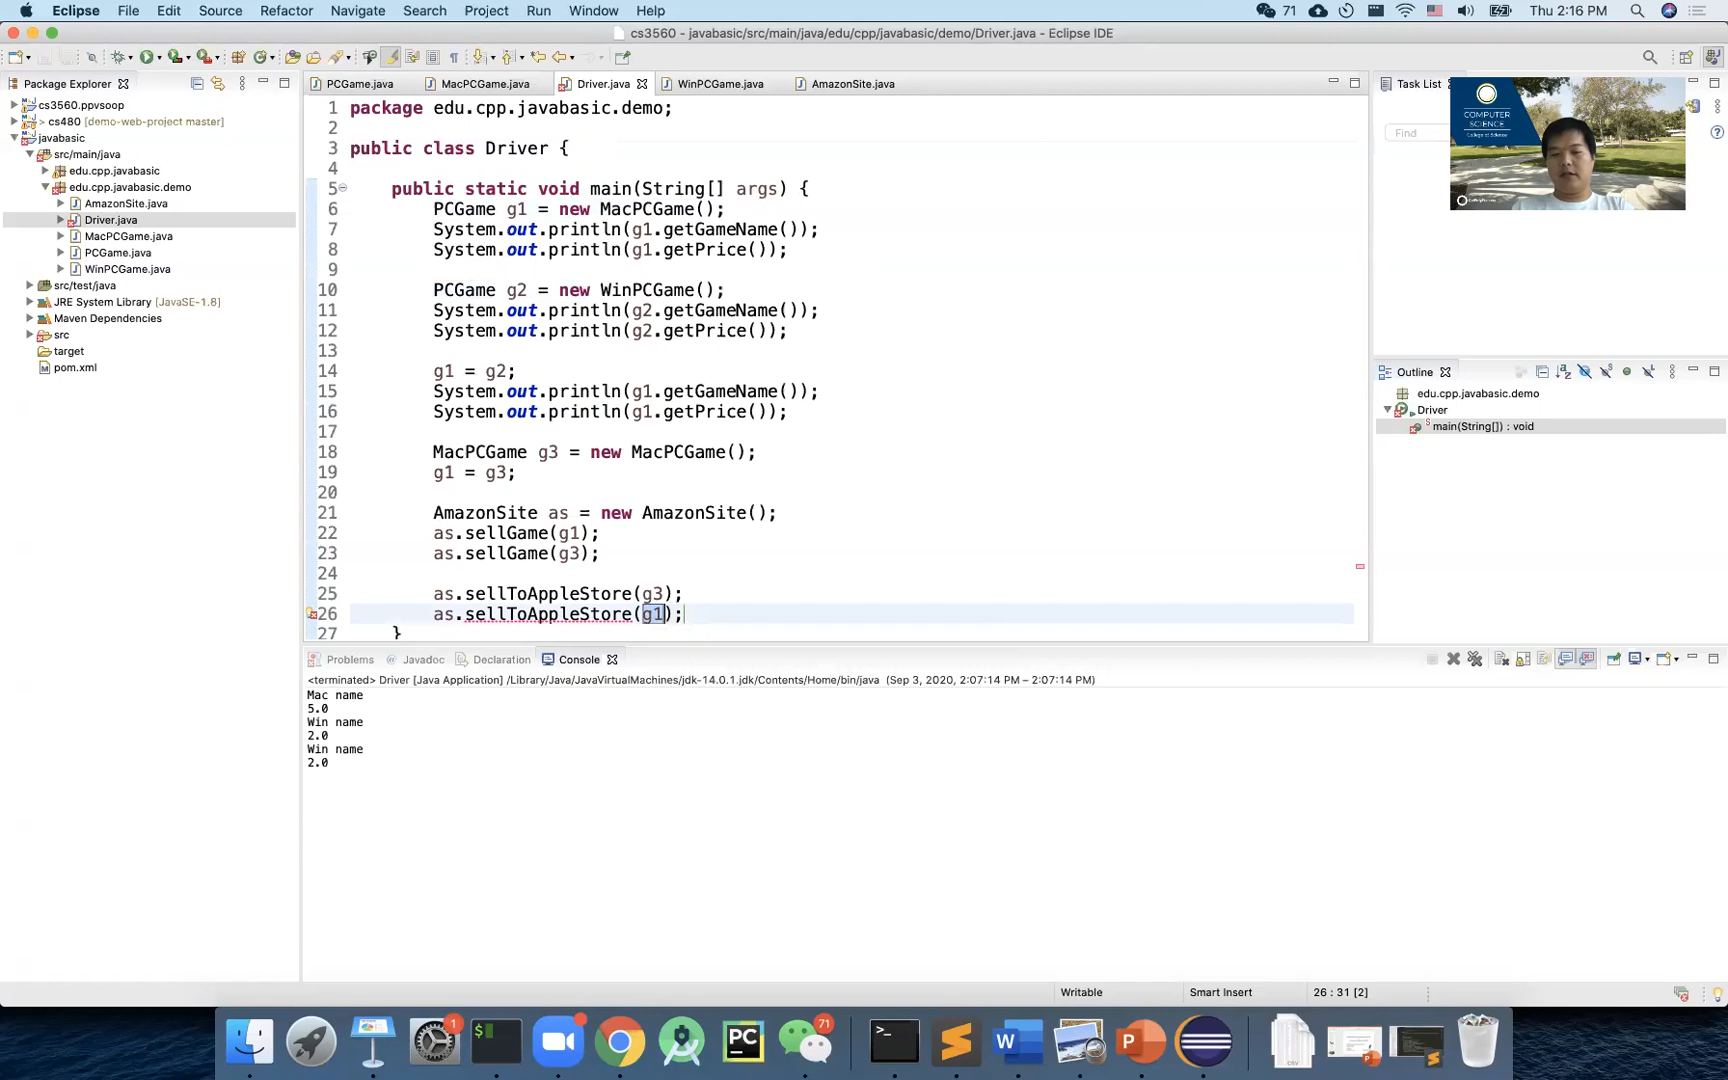 Eclipse File Edit Source Refactor Navigate Search Project Run Window Help 71 Thu 2:16 PM
cs3560 – javabasic/src/main/java/edu/cpp/javabasic/demo/Driver.java – Eclipse IDE
Package Explorer
cs3560.ppvsoop
> cs480 [demo-web-project master]
javabasic
src/main/java
edu.cpp.javabasic
edu.cpp.javabasic.demo
AmazonSite.java
Driver.java
MacPCGame.java
PCGame.java
WinPCGame.java
src/test/java
JRE System Library [JavaSE-1.8]
Maven Dependencies
src
target
pom.xml
PCGame.java MacPCGame.java Driver.java WinPCGame.java AmazonSite.java
1 package edu.cpp.javabasic.demo;
2
3 public class Driver {
4
5 public static void main(String[] args) {
6 PCGame g1 = new MacPCGame();
7 System.out.println(g1.getGameName());
8 System.out.println(g1.getPrice());
9
10 PCGame g2 = new WinPCGame();
11 System.out.println(g2.getGameName());
12 System.out.println(g2.getPrice());
13
14 g1 = g2;
15 System.out.println(g1.getGameName());
16 System.out.println(g1.getPrice());
17
18 MacPCGame g3 = new MacPCGame();
19 g1 = g3;
20
21 AmazonSite as = new AmazonSite();
22 as.sellGame(g1);
23 as.sellGame(g3);
24
25 as.sellToAppleStore(g3);
26 as.sellToAppleStore(g1);
27 }
Task List
Find
COMPUTER
SCIENCE
College of Science
Outline
edu.cpp.javabasic.demo
Driver
main(String[]) : void
Problems Javadoc Declaration Console
<terminated> Driver [Java Application] /Library/Java/JavaVirtualMachines/jdk-14.0.1.jdk/Contents/Home/bin/java (Sep 3, 2020, 2:07:14 PM – 2:07:14 PM)
Mac name
5.0
Win name
2.0
Win name
2.0
Writable Smart Insert 26 : 31 [2]
1 PC 71 W P